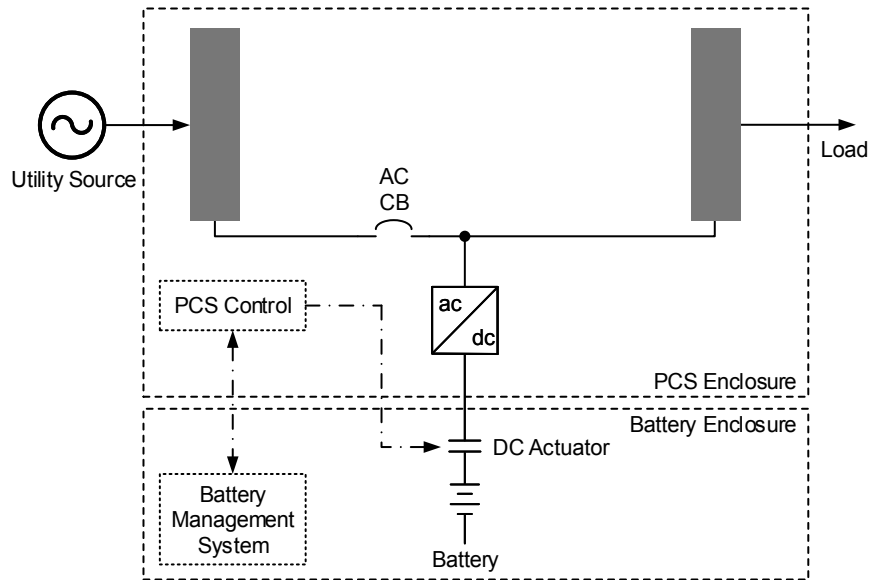 Utility Source
Load
AC
CB
PCS Control
ac
dc
PCS Enclosure
Battery Enclosure
DC Actuator
Battery
Management
System
Battery